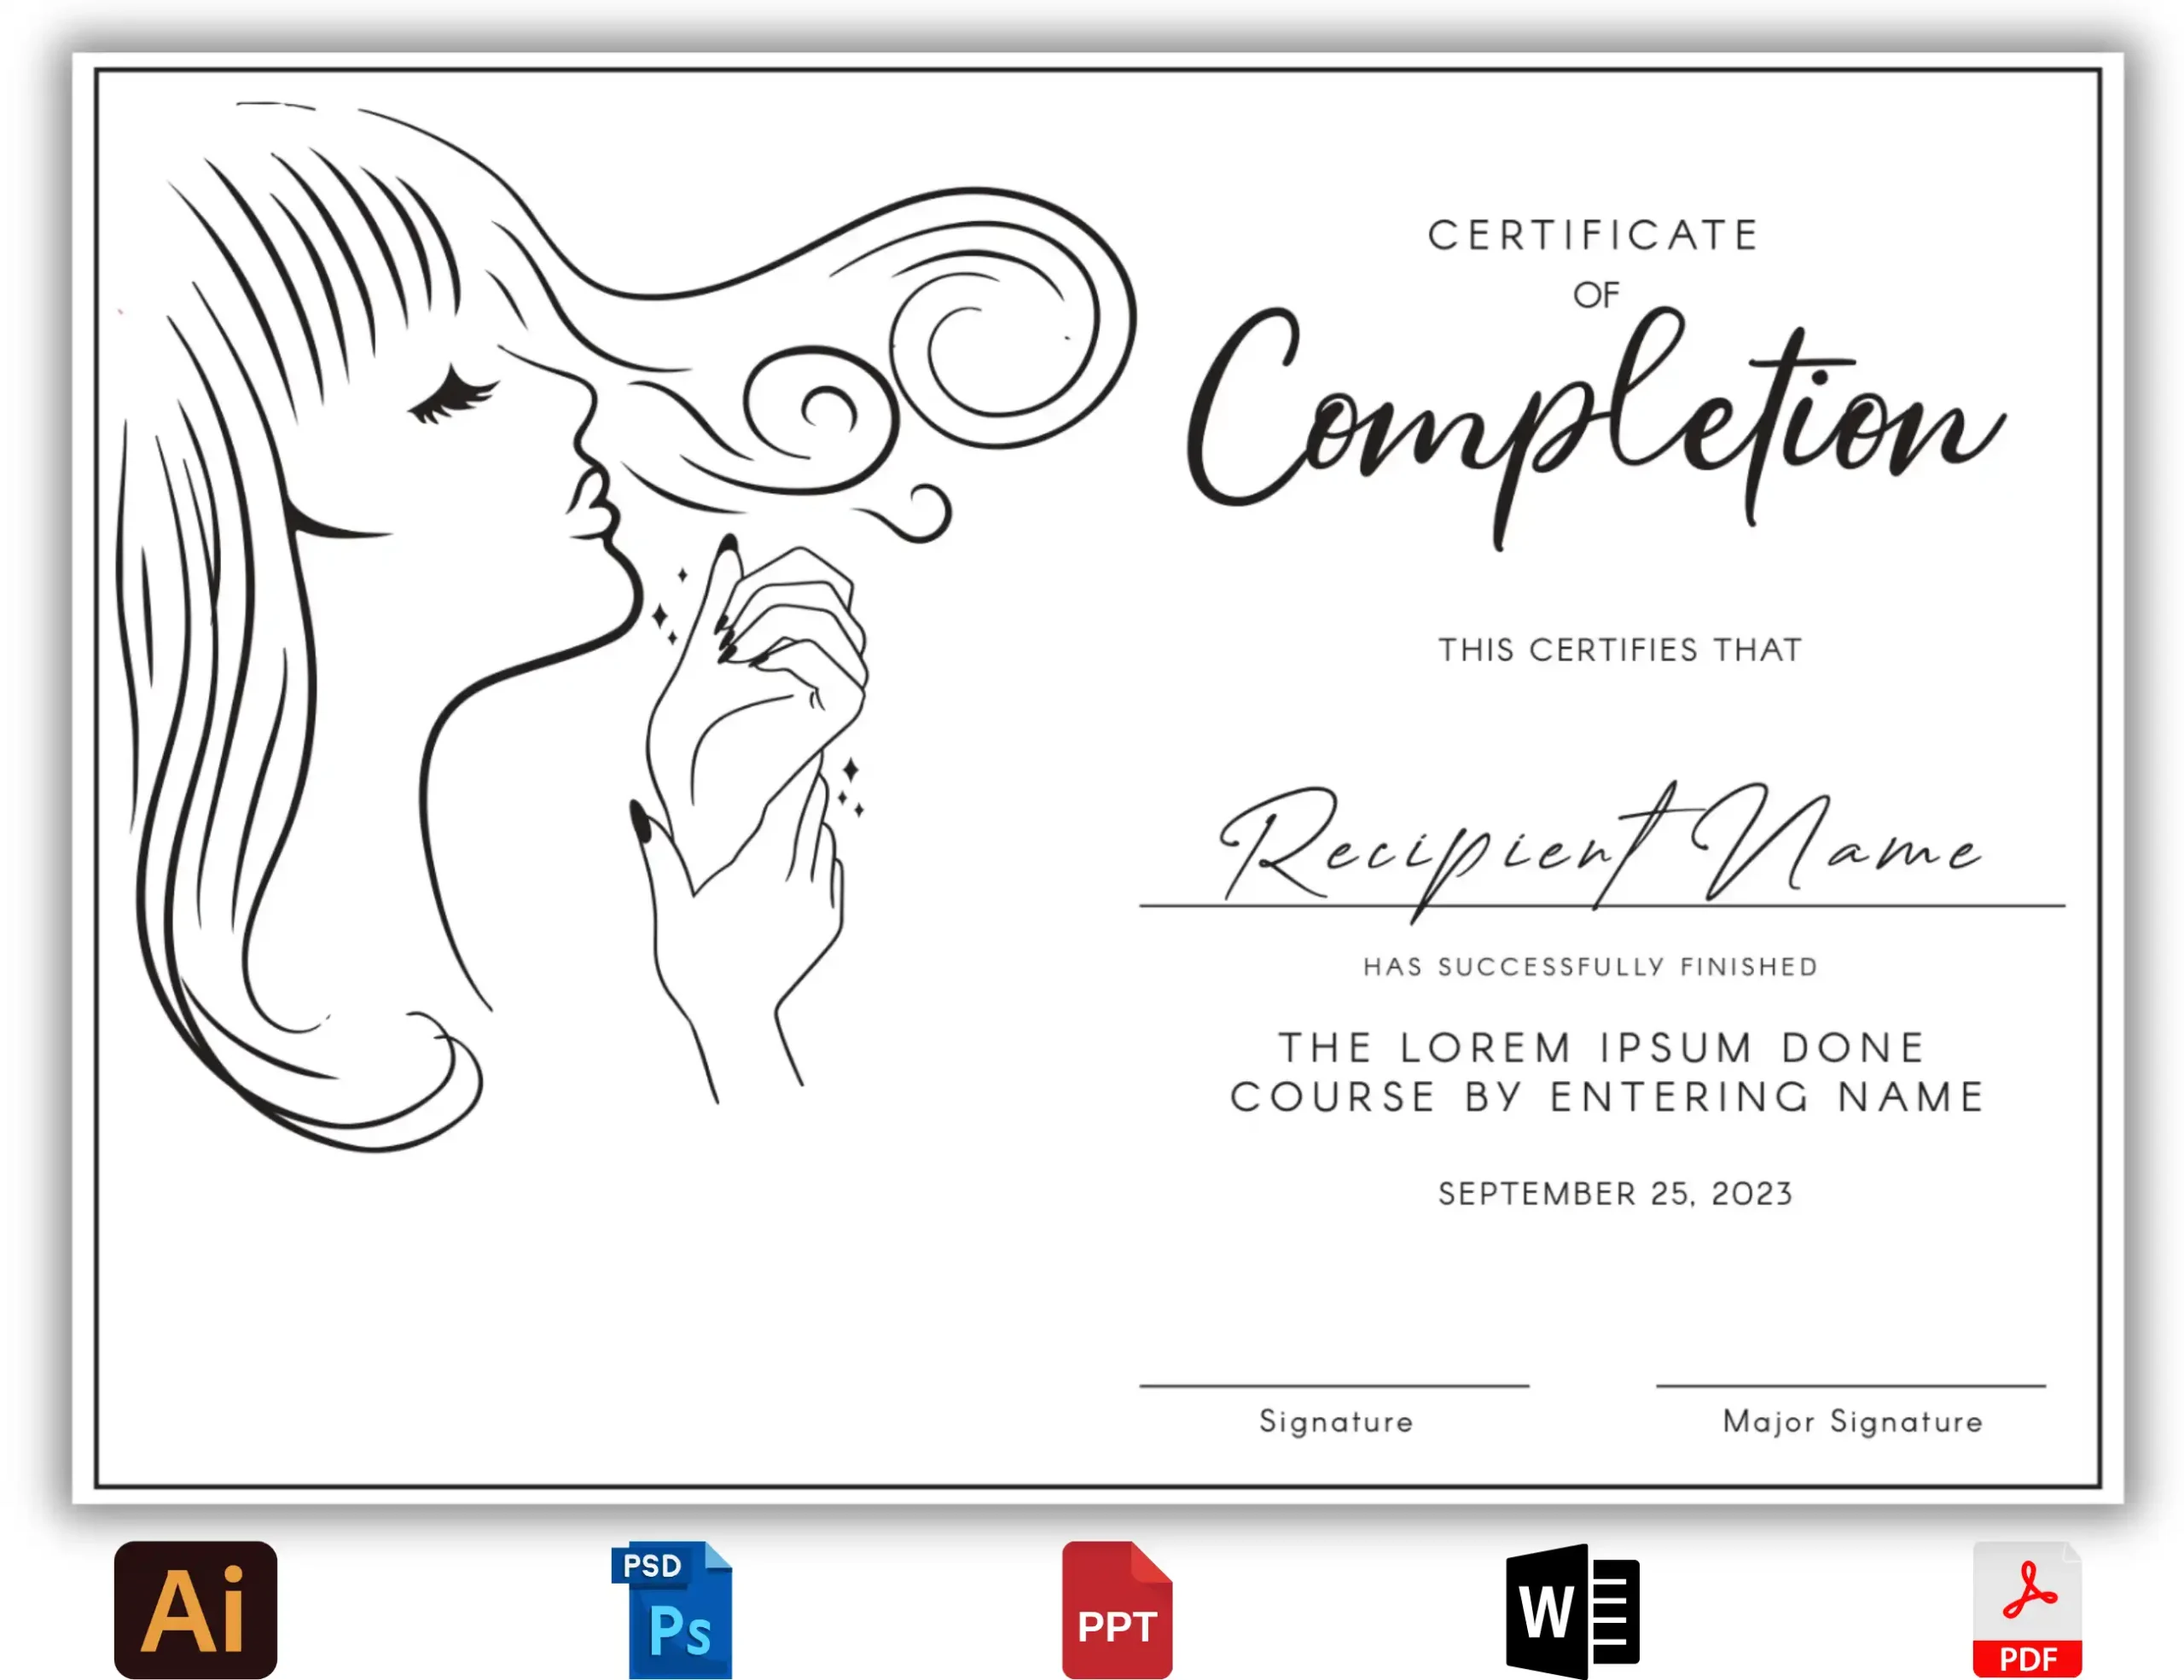 CERTIFICATE
OF
Completion
THIS CERTIFIES THAT
Recipient Name
HAS SUCCESSFULLY FINISHED
THE LOREM IPSUM DONE
COURSE BY ENTERING NAME
SEPTEMBER 25, 2023
Signature Major Signature
Ai PSD Ps PPT W PDF